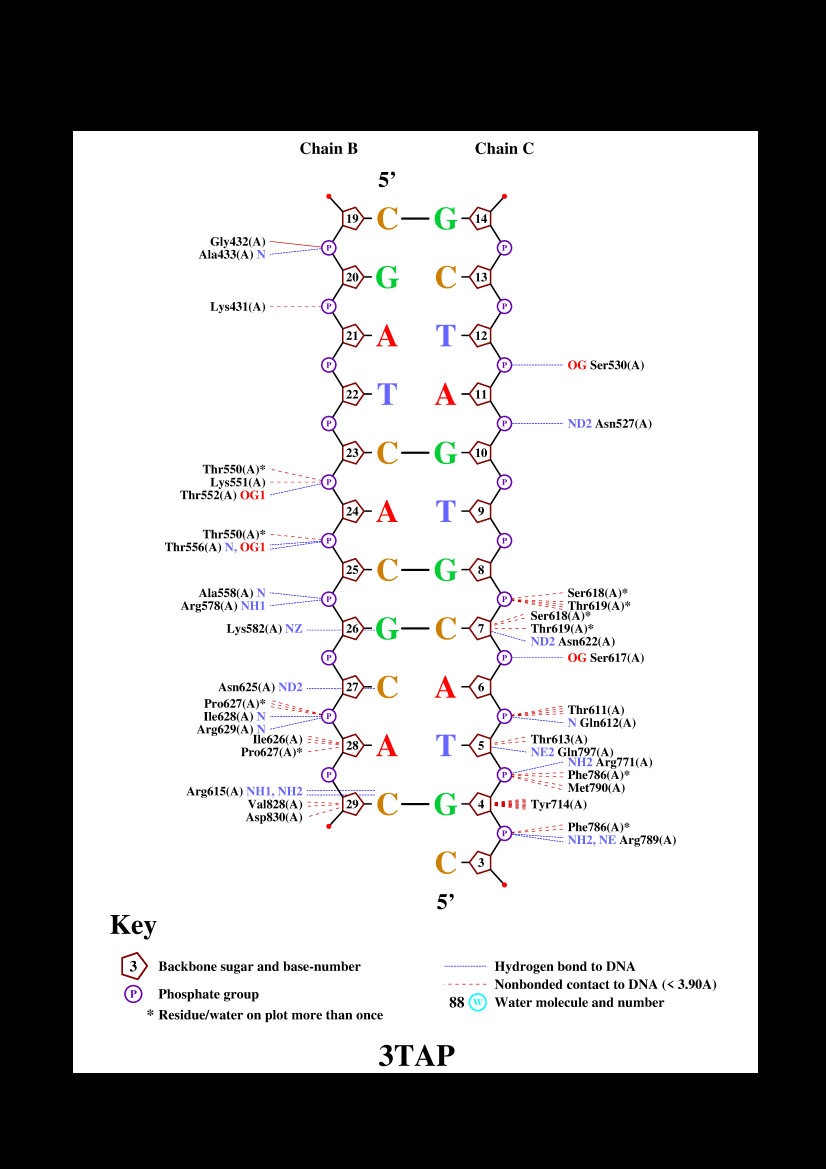 Chain B Chain C
5’
19 C G 14
Gly432(A)
P P
Ala433(A) N
20 G C 13
Lys431(A) P P
21 A T 12
P P OG Ser530(A)
22 T A 11
P P ND2 Asn527(A)
23 C G 10
Thr550(A)*
Lys551(A) P P
Thr552(A) OG1
24 A T 9
Thr550(A)*
P P
Thr556(A) N, OG1
25 C G 8
Ala558(A) N Ser618(A)*
P P
Arg578(A) NH1 Thr619(A)*
Ser618(A)*
Lys582(A) NZ 26 G C 7 Thr619(A)*
ND2 Asn622(A)
P P OG Ser617(A)
Asn625(A) ND2 27 C A 6
Pro627(A)* Thr611(A)
Ile628(A) N P P
N Gln612(A)
Arg629(A) N
Ile626(A) Thr613(A)
28 A T 5
Pro627(A)* NE2 Gln797(A)
NH2 Arg771(A)
P P Phe786(A)*
Met790(A)
Arg615(A) NH1, NH2
Val828(A) 29 C G 4 Tyr714(A)
Asp830(A)
Phe786(A)*
P
NH2, NE Arg789(A)
C 3
5’
Key
3 Backbone sugar and base-number
P Phosphate group
* Residue/water on plot more than once
Hydrogen bond to DNA
Nonbonded contact to DNA (< 3.90A)
88 W Water molecule and number
3TAP